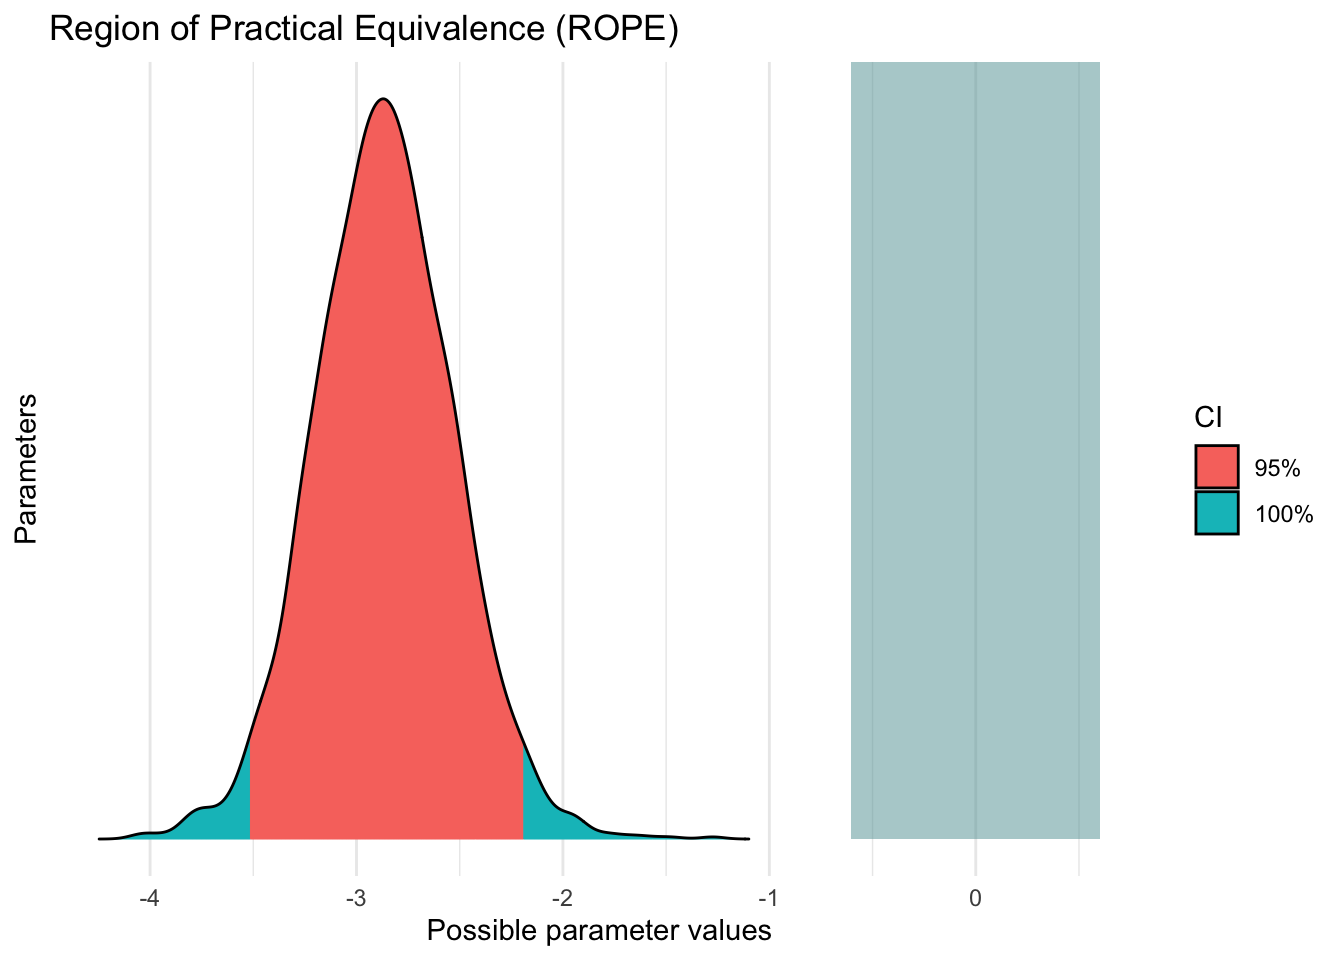 Region of Practical Equivalence (ROPE)
Parameters
CI
95%
100%
-4 -3 -2 -1 0
Possible parameter values